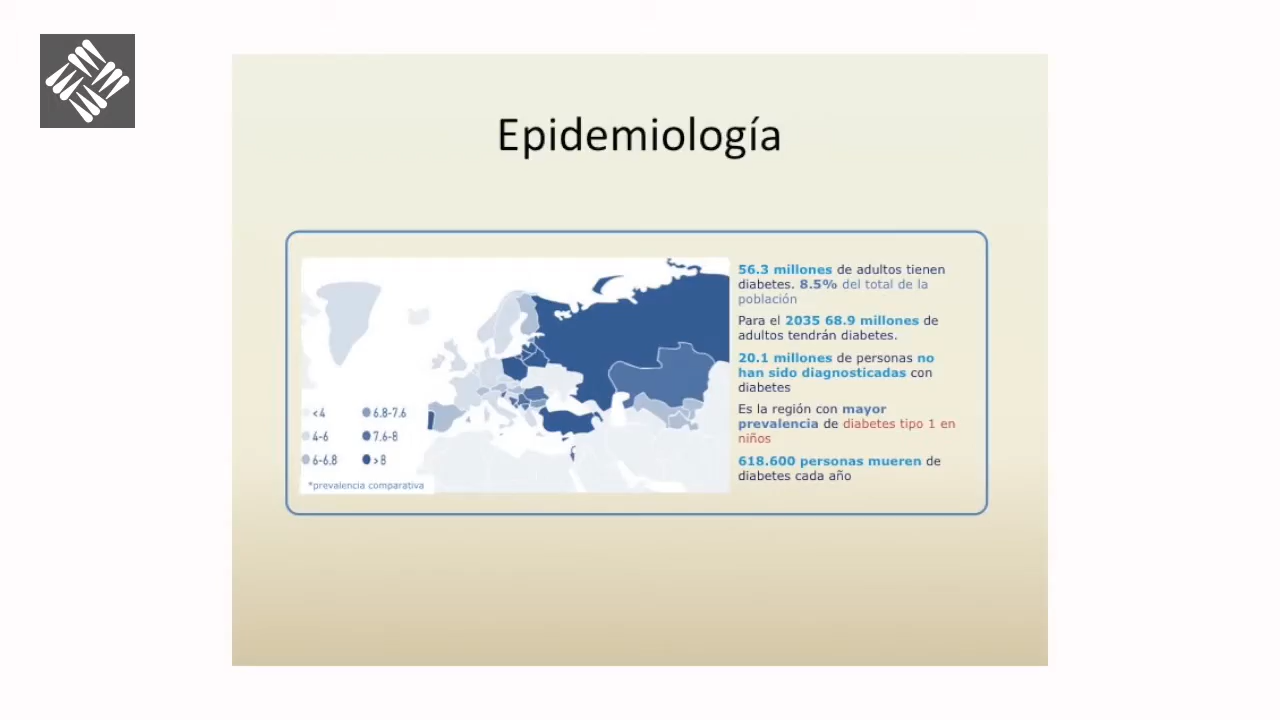 Epidemiología
<4
6.8-7.6
4-6
7.6-8
6-6.8
>8
*prevalencia comparativa
56.3 millones de adultos tienen
diabetes. 8.5% del total de la
población
Para el 2035 68.9 millones de
adultos tendrán diabetes.
20.1 millones de personas no
han sido diagnosticadas con
diabetes
Es la región con mayor
prevalencia de diabetes tipo 1 en
niños
618.600 personas mueren de
diabetes cada año